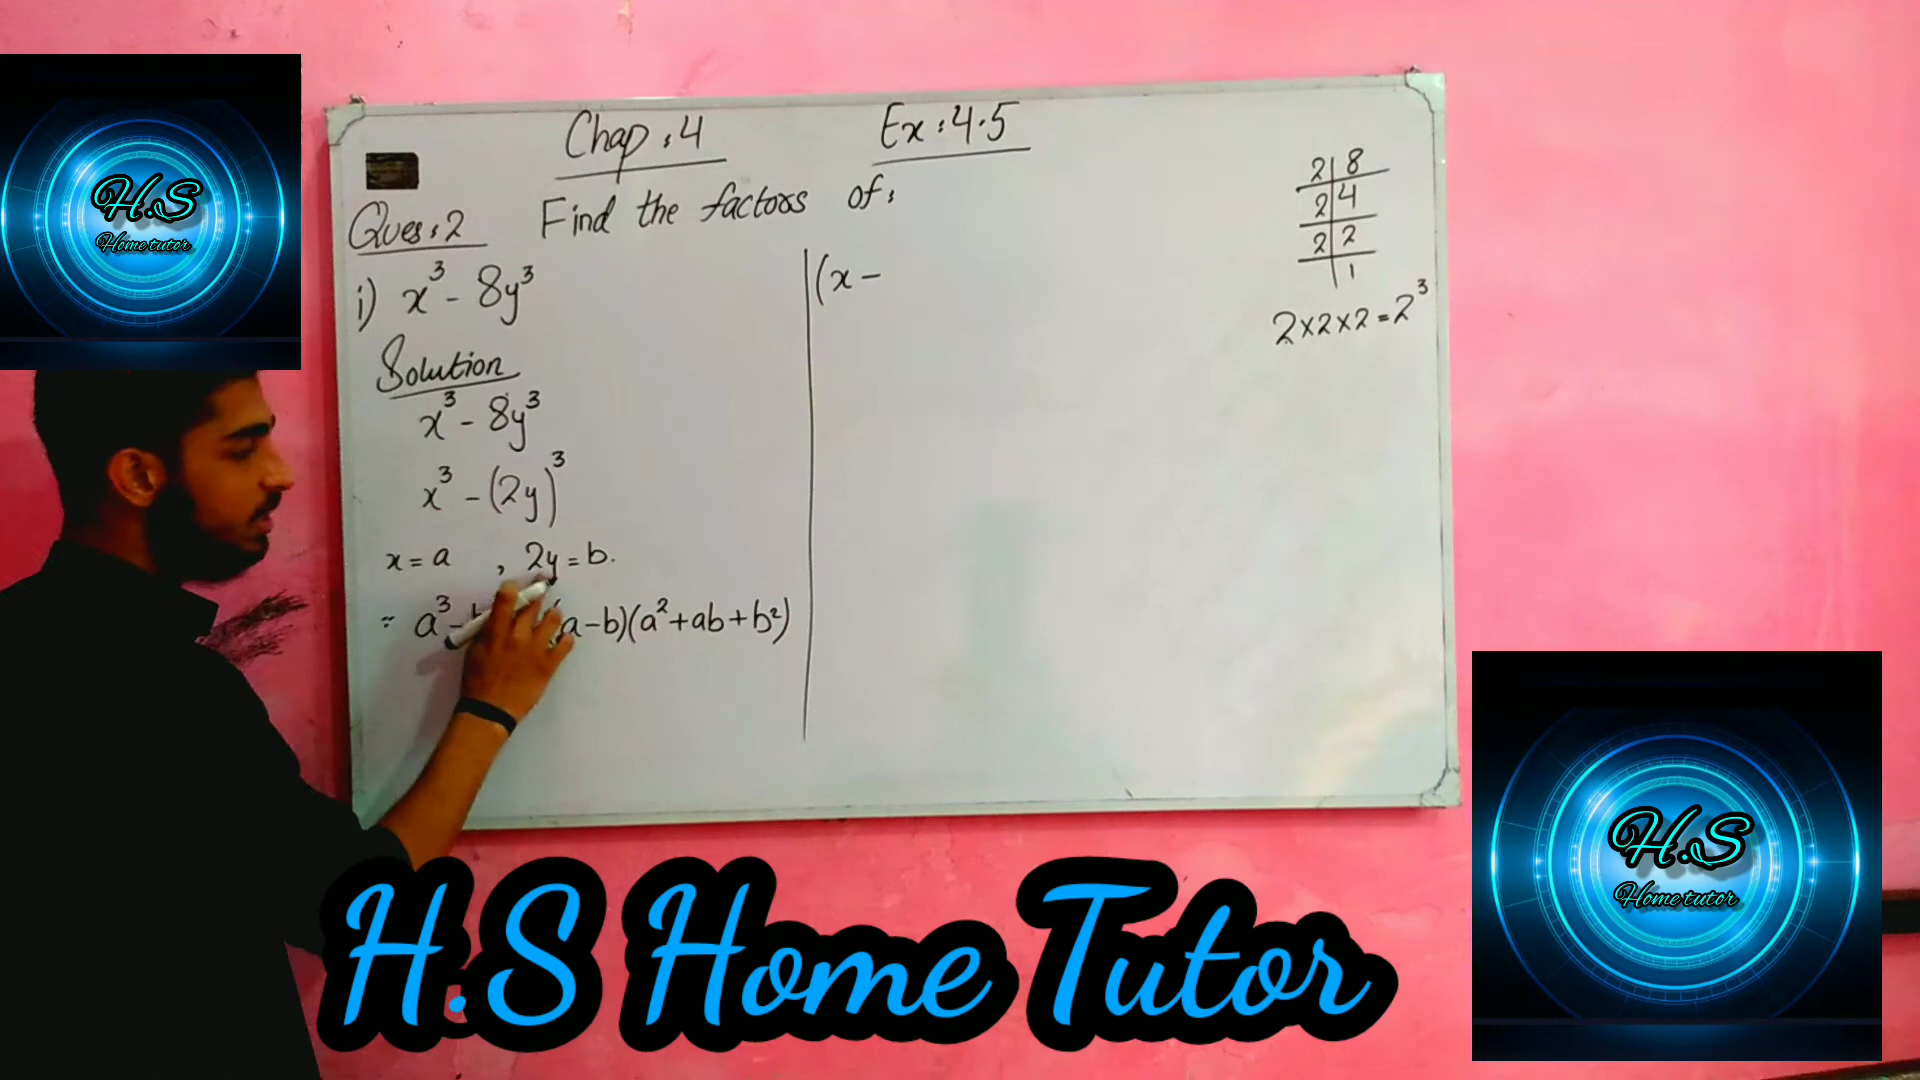 H.S
Home tutor
Chap: 4 Ex: 4.5
Ques: 2 Find the factors of:
i) x³ - 8y³
Solution
x³ - 8y³
x³ - (2y)³
x = a , 2y = b.
∵ a³ - (a-b)(a²+ab+b²)
(x -
2 | 8
2 | 4
2 | 2
| 1
2×2×2=2³
H.S Home Tutor
H.S
Home tutor